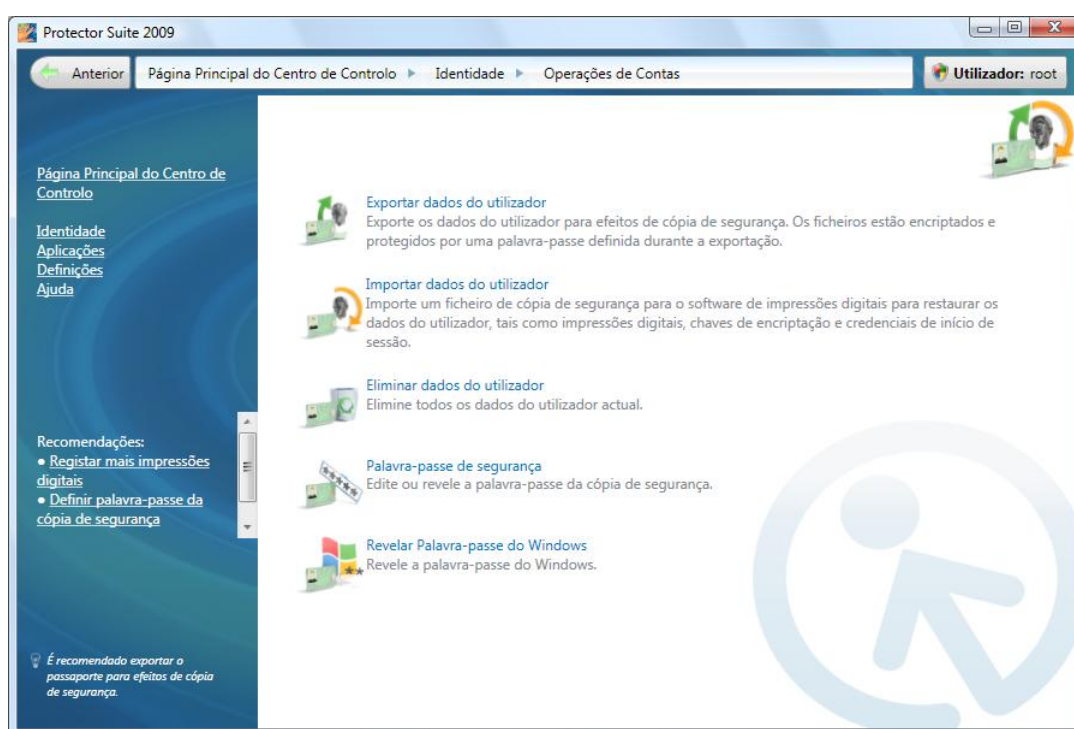 Protector Suite 2009
Anterior
Página Principal do Centro de Controlo
Identidade
Operações de Contas
Utilizador: root
Página Principal do Centro de
Controlo
Identidade
Aplicações
Definições
Ajuda
Recomendações:
● Registar mais impressões
digitais
● Definir palavra-passe da
cópia de segurança
É recomendado exportar o
passaporte para efeitos de cópia
de segurança.
Exportar dados do utilizador
Exporte os dados do utilizador para efeitos de cópia de segurança. Os ficheiros estão encriptados e
protegidos por uma palavra-passe definida durante a exportação.
Importar dados do utilizador
Importe um ficheiro de cópia de segurança para o software de impressões digitais para restaurar os
dados do utilizador, tais como impressões digitais, chaves de encriptação e credenciais de início de
sessão.
Eliminar dados do utilizador
Elimine todos os dados do utilizador actual.
Palavra-passe de segurança
Edite ou revele a palavra-passe da cópia de segurança.
Revelar Palavra-passe do Windows
Revele a palavra-passe do Windows.